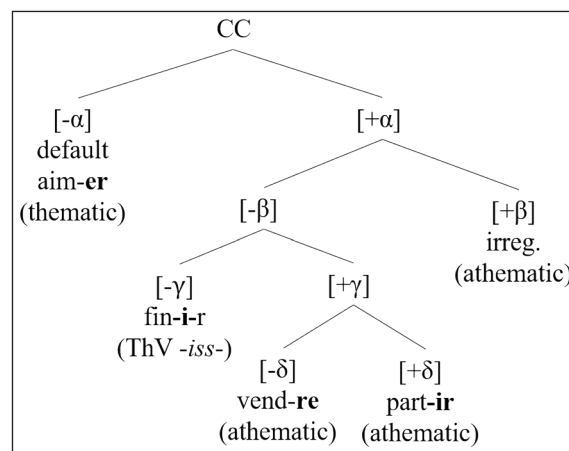 CC
[-α] [+α]
default
aim-er
(thematic)
[-β] [+β]
irreg.
(athematic)
[-γ] [+γ]
fin-i-r
(ThV -iss-)
[-δ] [+δ]
vend-re part-ir
(athematic) (athematic)